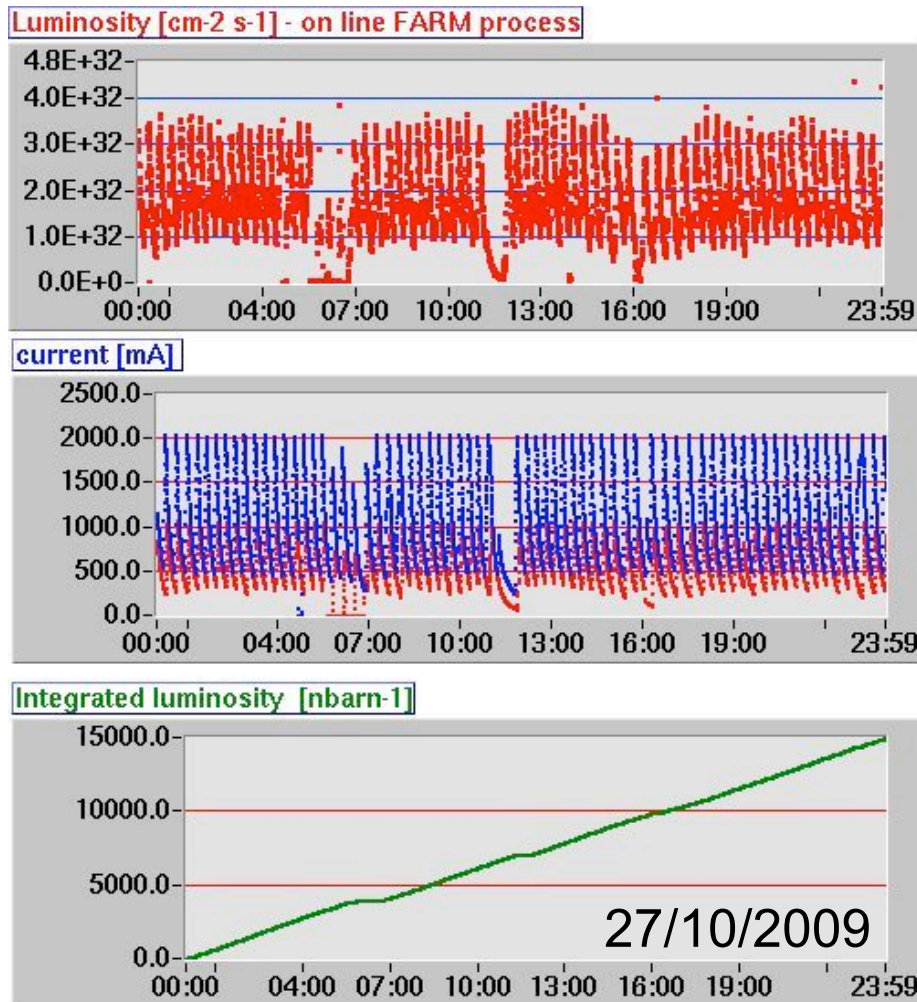 Luminosity [cm-2 s-1] - on line FARM process
4.8E+32
4.0E+32
3.0E+32
2.0E+32
1.0E+32
0.0E+0
00:00 04:00 07:00 10:00 13:00 16:00 19:00 23:59
current [mA]
2500.0
2000.0
1500.0
1000.0
500.0
0.0
00:00 04:00 07:00 10:00 13:00 16:00 19:00 23:59
Integrated luminosity [nbarn-1]
15000.0
10000.0
5000.0
0.0
27/10/2009
00:00 04:00 07:00 10:00 13:00 16:00 19:00 23:59